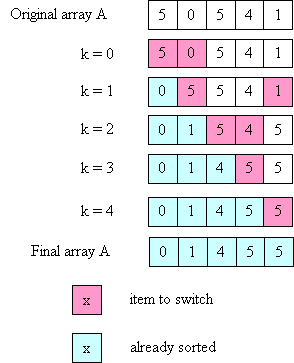 Original array A 5 0 5 4 1
k = 0 5 0 5 4 1
k = 1 0 5 5 4 1
k = 2 0 1 5 4 5
k = 3 0 1 4 5 5
k = 4 0 1 4 5 5
Final array A 0 1 4 5 5
x item to switch
x already sorted